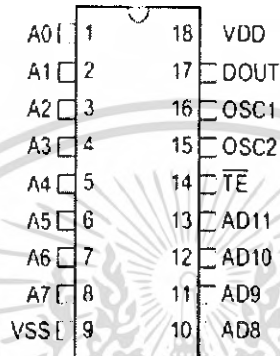 A0 1 18 VDD
A1 2 17 DOUT
A2 3 16 OSC1
A3 4 15 OSC2
A4 5 14 T̅E̅
A5 6 13 AD11
A6 7 12 AD10
A7 8 11 AD9
VSS 9 10 AD8